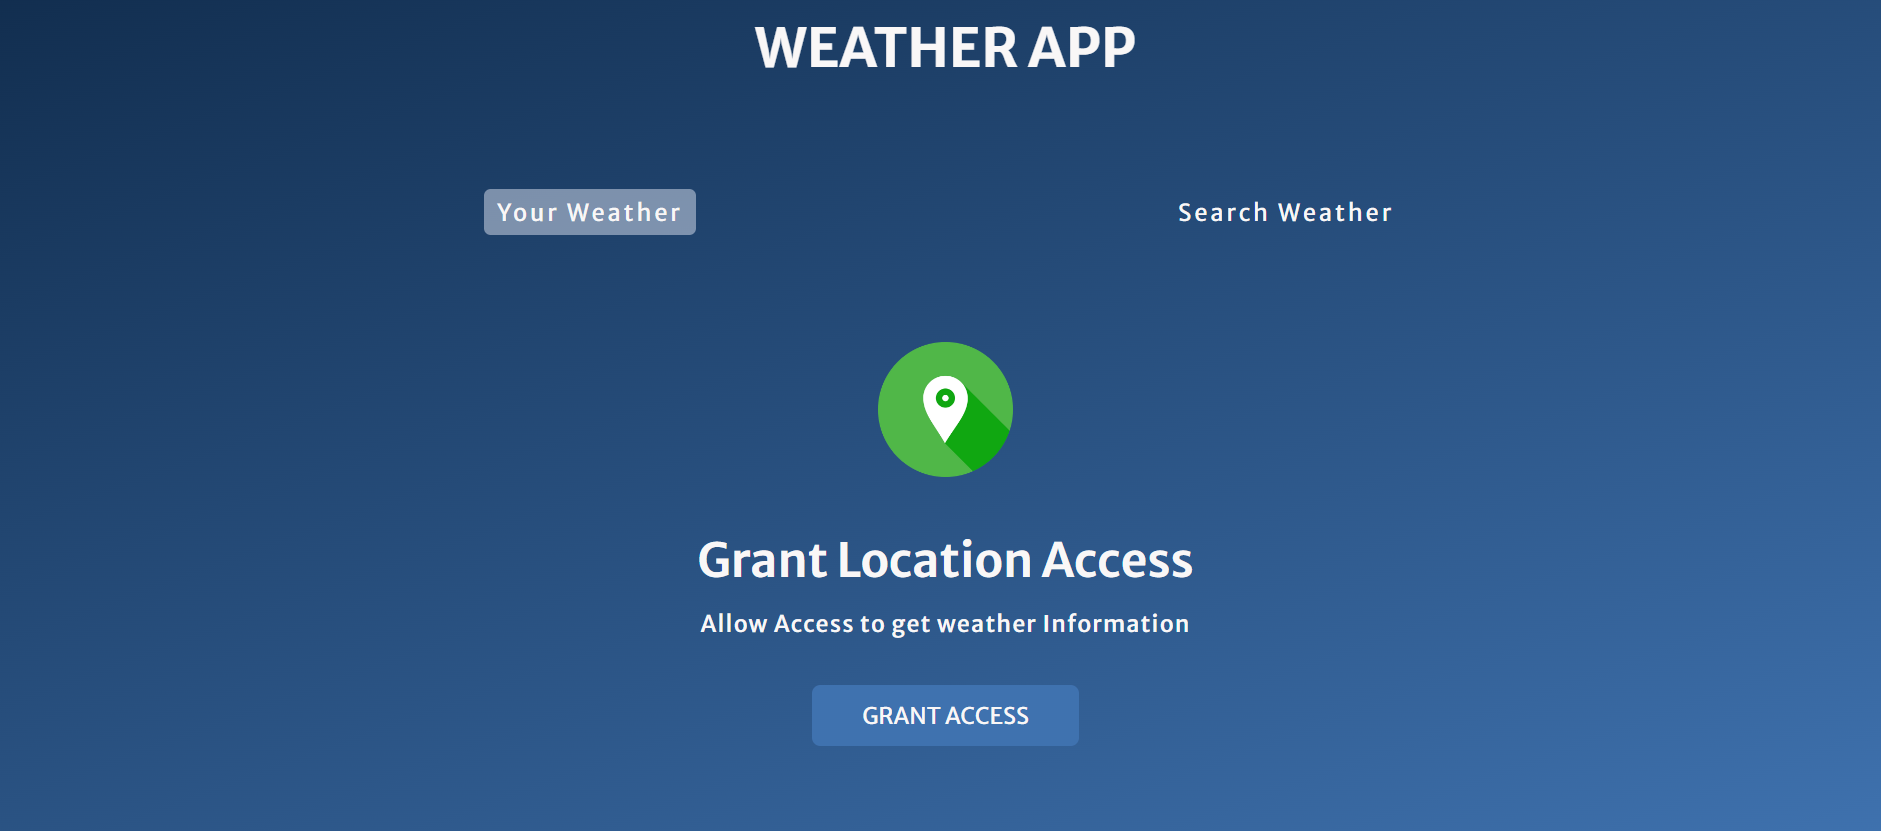 WEATHER APP
Your Weather
Search Weather
Grant Location Access
Allow Access to get weather Information
GRANT ACCESS